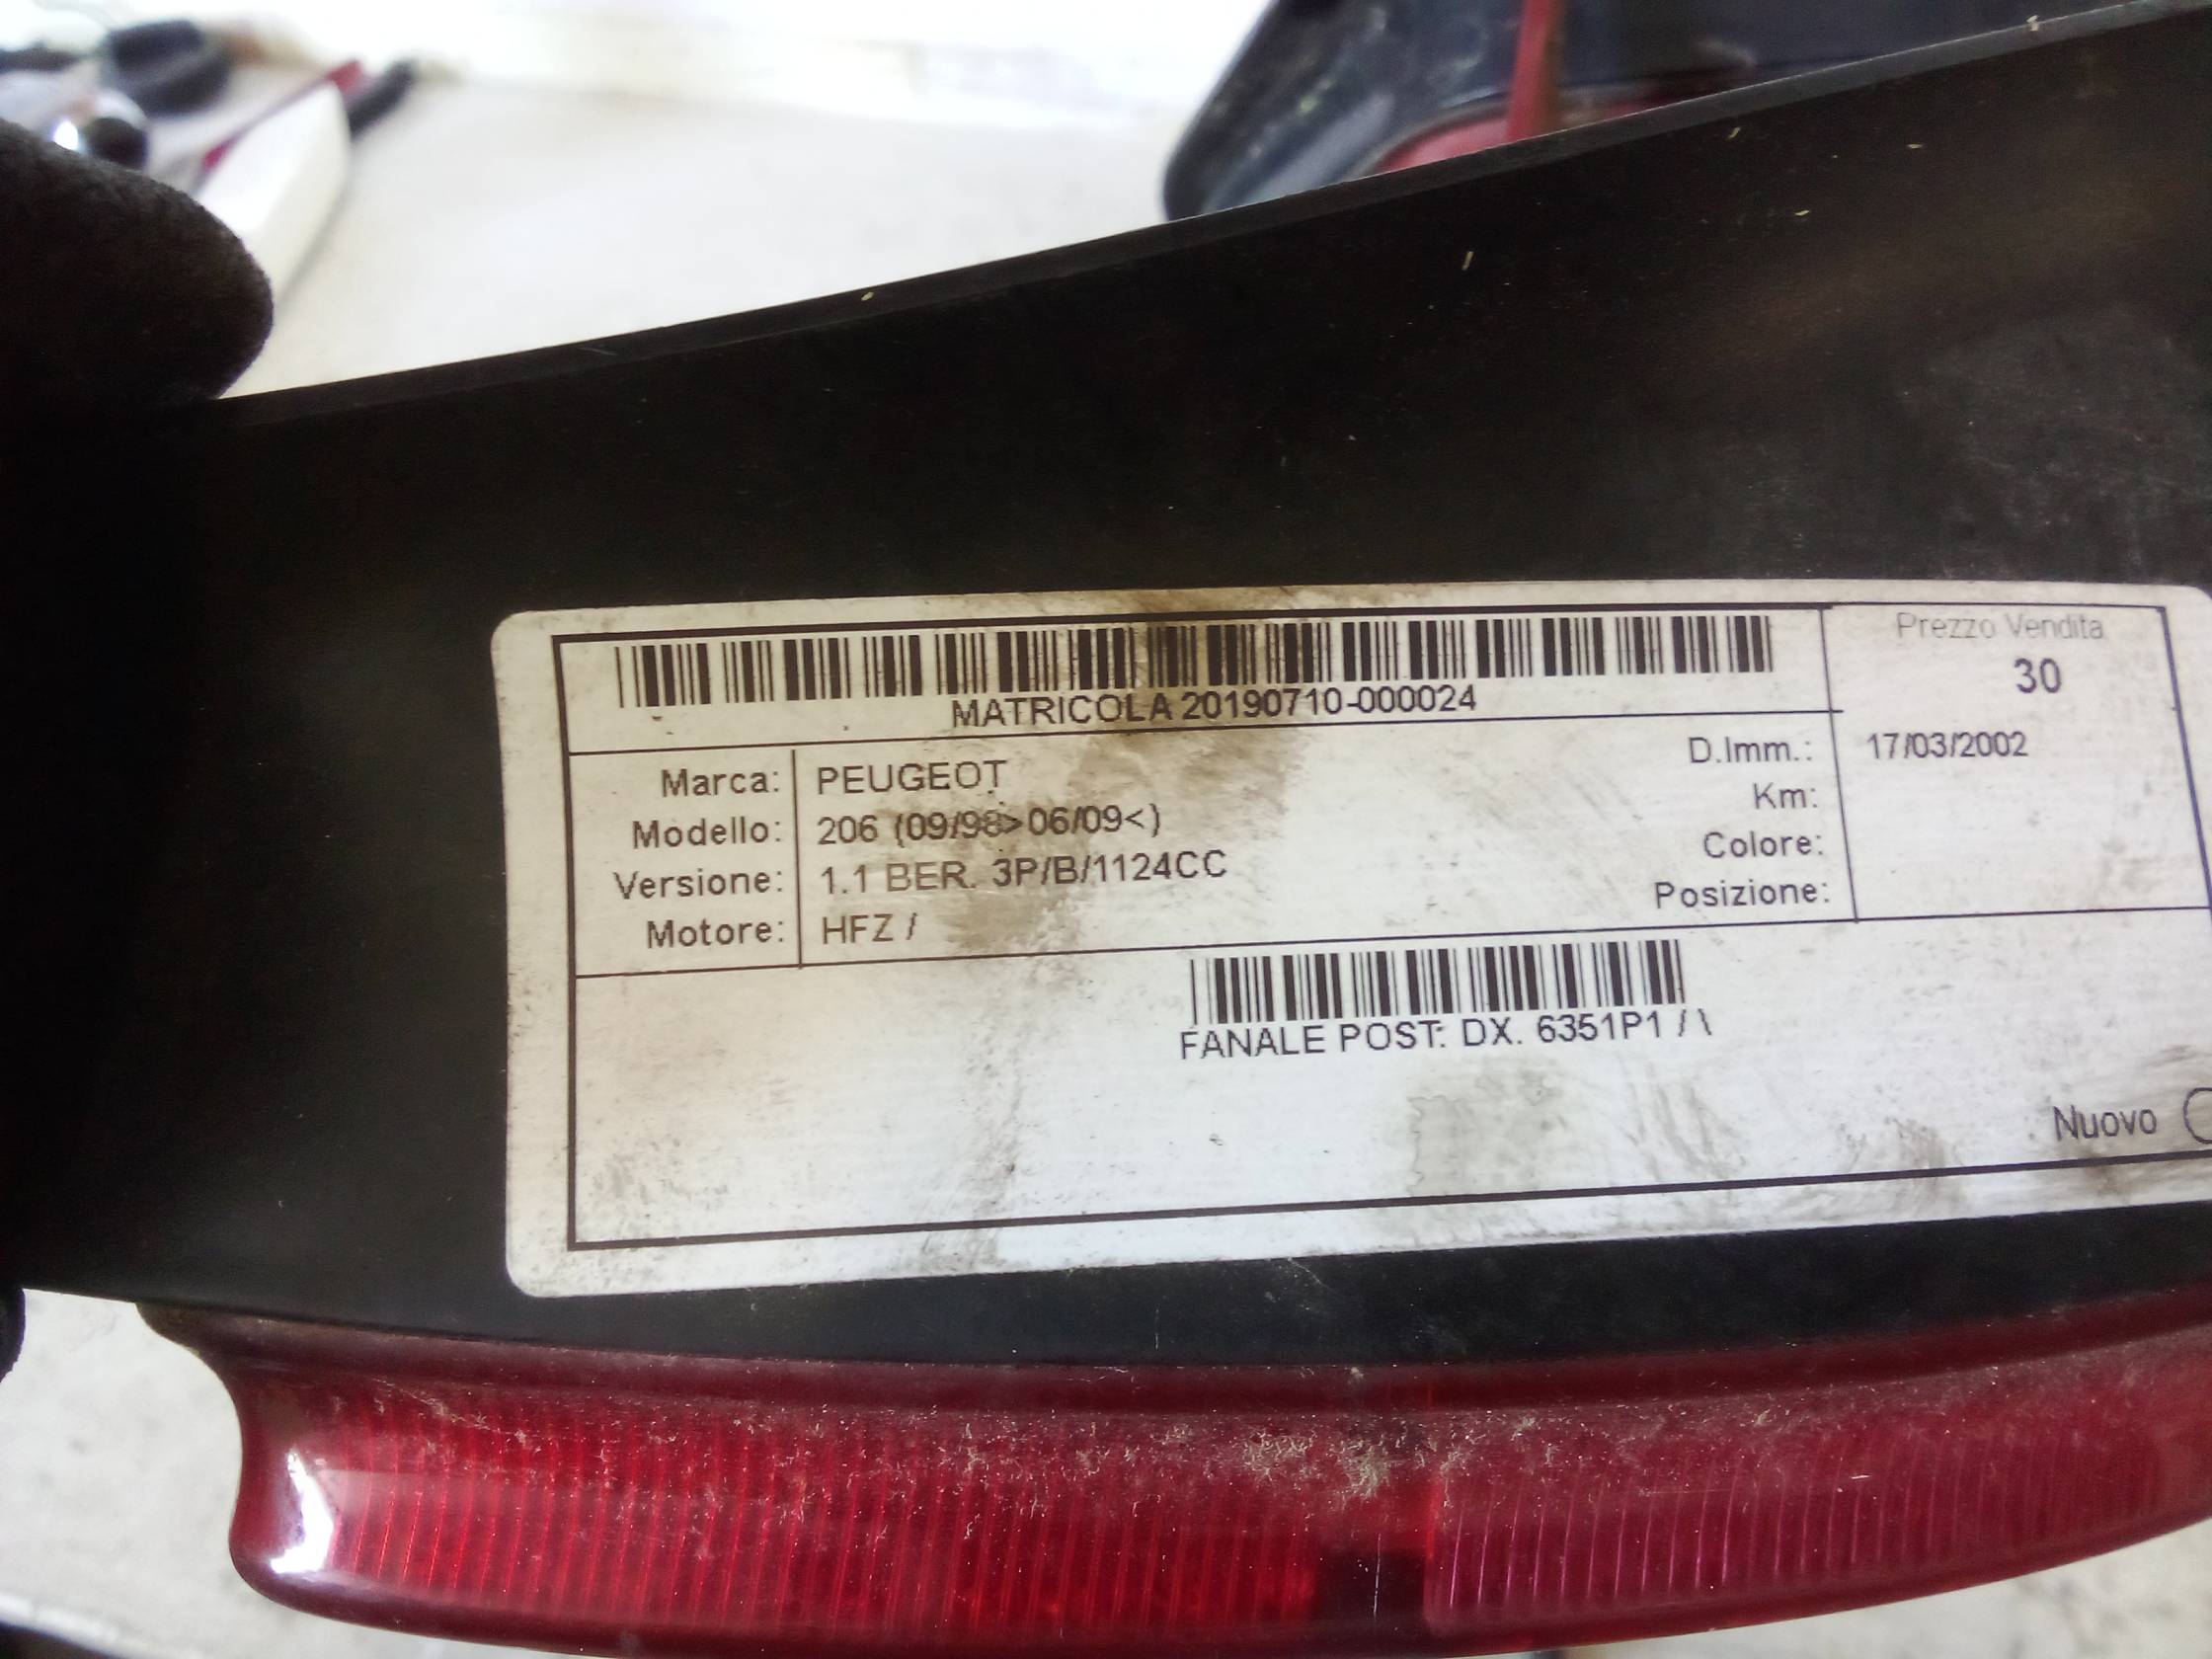 Prezzo Vendita
30
MATRICOLA 20190710-000024
Marca: PEUGEOT
Modello: 206 (09/98>06/09<)
Versione: 1.1 BER. 3P/B/1124CC
Motore: HFZ /
D.Imm.: 17/03/2002
Km:
Colore:
Posizione:
FANALE POST: DX. 6351P1 / \
Nuovo